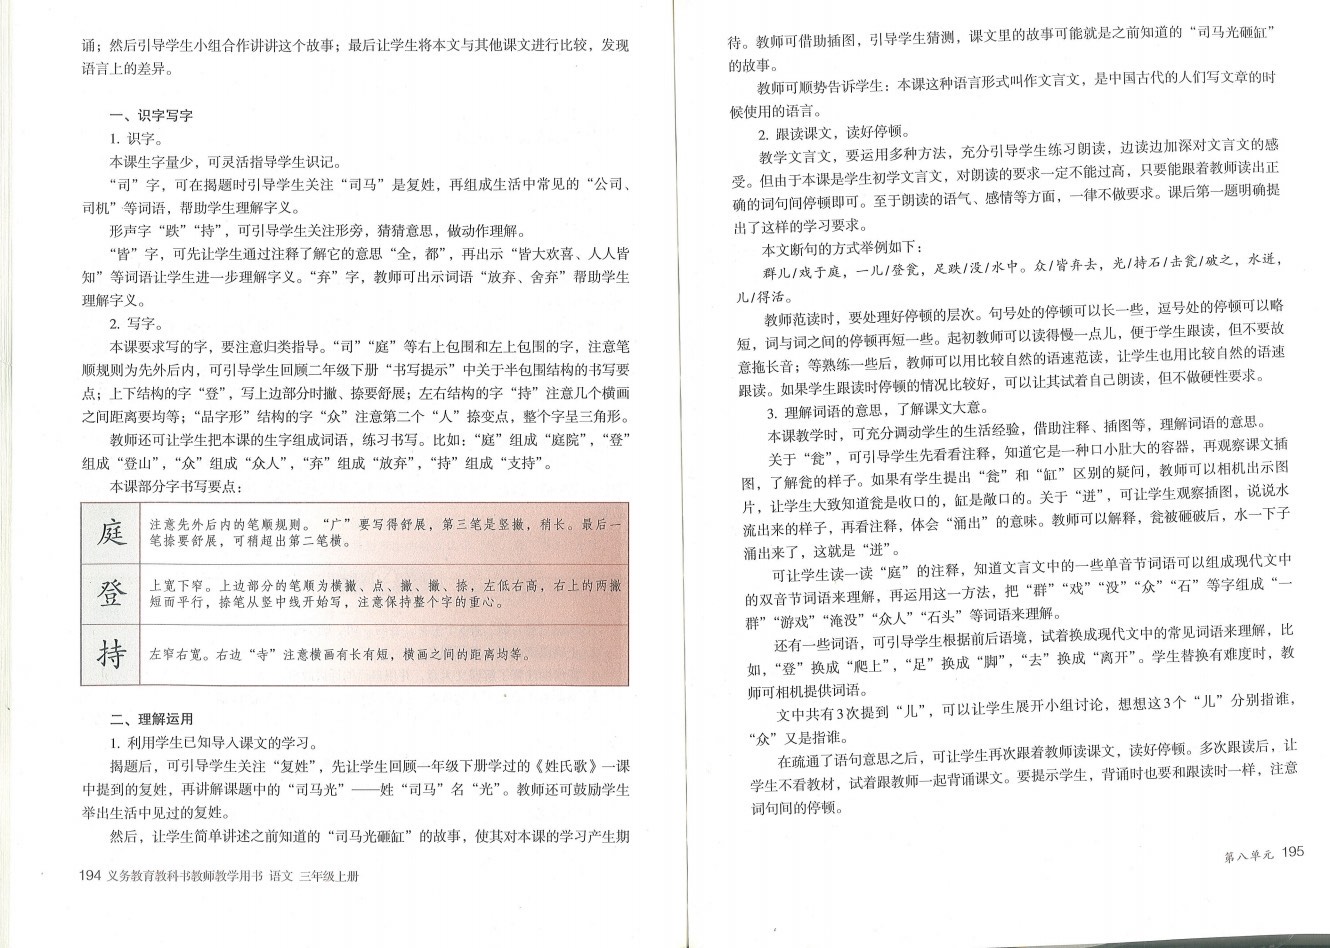 诵；然后引导学生小组合作讲讲这个故事；最后让学生将本文与其他课文进行比较，发现
语言上的差异。
一、识字写字
1. 识字。
本课生字量少，可灵活指导学生识记。
“司”字，可在揭题时引导学生关注“司马”是复姓，再组成生活中常见的“公司、
司机”等词语，帮助学生理解字义。
形声字“跌”“持”，可引导学生关注形旁，猜猜意思，做动作理解。
“皆”字，可先让学生通过注释了解它的意思“全，都”，再出示“皆大欢喜、人人皆
知”等词语让学生进一步理解字义。“弃”字，教师可出示词语“放弃、舍弃”帮助学生
理解字义。
2. 写字。
本课要求写的字，要注意归类指导。“司”“庭”等右上包围和左上包围的字，注意笔
顺规则为先外后内，可引导学生回顾二年级下册“书写提示”中关于半包围结构的书写要
点；上下结构的字“登”，写上边部分时撇、捺要舒展；左右结构的字“持”注意几个横画
之间距离要均等；“品字形”结构的字“众”注意第二个“人”捺变点，整个字呈三角形。
教师还可让学生把本课的生字组成词语，练习书写。比如：“庭”组成“庭院”，“登”
组成“登山”，“众”组成“众人”，“弃”组成“放弃”，“持”组成“支持”。
本课部分字书写要点：
庭
注意先外后内的笔顺规则。“广”要写得舒展，第三笔是竖撇，稍长。最后一
笔捺要舒展，可稍超出第二笔横。
登
上宽下窄。上边部分的笔顺为横撇、点、撇、撇、捺，左低右高，右上的两撇
短而平行，捺笔从竖中线开始写，注意保持整个字的重心。
持
左窄右宽。右边“寺”注意横画有长有短，横画之间的距离均等。
二、理解运用
1. 利用学生已知导入课文的学习。
揭题后，可引导学生关注“复姓”，先让学生回顾一年级下册学过的《姓氏歌》一课
中提到的复姓，再讲解课题中的“司马光”——姓“司马”名“光”。教师还可鼓励学生
举出生活中见过的复姓。
然后，让学生简单讲述之前知道的“司马光砸缸”的故事，使其对本课的学习产生期
194 义务教育教科书教师教学用书 语文 三年级上册
待。教师可借助插图，引导学生猜测，课文里的故事可能就是之前知道的“司马光砸缸”
的故事。
教师可顺势告诉学生：本课这种语言形式叫作文言文，是中国古代的人们写文章的时
候使用的语言。
2. 跟读课文，读好停顿。
教学文言文，要运用多种方法，充分引导学生练习朗读，边读边加深对文言文的感
受。但由于本课是学生初学文言文，对朗读的要求一定不能过高，只要能跟着教师读出正
确的词句间停顿即可。至于朗读的语气、感情等方面，一律不做要求。课后第一题明确提
出了这样的学习要求。
本文断句的方式举例如下：
群儿/戏于庭，一儿/登瓮，足跌/没/水中。众/皆弃去，光/持石/击瓮/破之，水迸，
儿/得活。
教师范读时，要处理好停顿的层次。句号处的停顿可以长一些，逗号处的停顿可以略
短，词与词之间的停顿再短一些。起初教师可以读得慢一点儿，便于学生跟读，但不要故
意拖长音；等熟练一些后，教师可以用比较自然的语速范读，让学生也用比较自然的语速
跟读。如果学生跟读时停顿的情况比较好，可以让其试着自己朗读，但不做硬性要求。
3. 理解词语的意思，了解课文大意。
本课教学时，可充分调动学生的生活经验，借助注释、插图等，理解词语的意思。
关于“瓮”，可引导学生先看看注释，知道它是一种口小肚大的容器，再观察课文插
图，了解瓮的样子。如果有学生提出“瓮”和“缸”区别的疑问，教师可以相机出示图
片，让学生大致知道瓮是收口的，缸是敞口的。关于“迸”，可让学生观察插图，说说水
流出来的样子，再看注释，体会“涌出”的意味。教师可以解释，瓮被砸破后，水一下子
涌出来了，这就是“迸”。
可让学生读一读“庭”的注释，知道文言文中的一些单音节词语可以组成现代文中
的双音节词语来理解，再运用这一方法，把“群”“戏”“没”“众”“石”等字组成“一
群”“游戏”“淹没”“众人”“石头”等词语来理解。
还有一些词语，可引导学生根据前后语境，试着换成现代文中的常见词语来理解，比
如，“登”换成“爬上”，“足”换成“脚”，“去”换成“离开”。学生替换有难度时，教
师可相机提供词语。
文中共有3次提到“儿”，可以让学生展开小组讨论，想想这3个“儿”分别指谁，
“众”又是指谁。
在疏通了语句意思之后，可让学生再次跟着教师读课文，读好停顿。多次跟读后，让
学生不看教材，试着跟教师一起背诵课文。要提示学生，背诵时也要和跟读时一样，注意
词句间的停顿。
第八单元 195